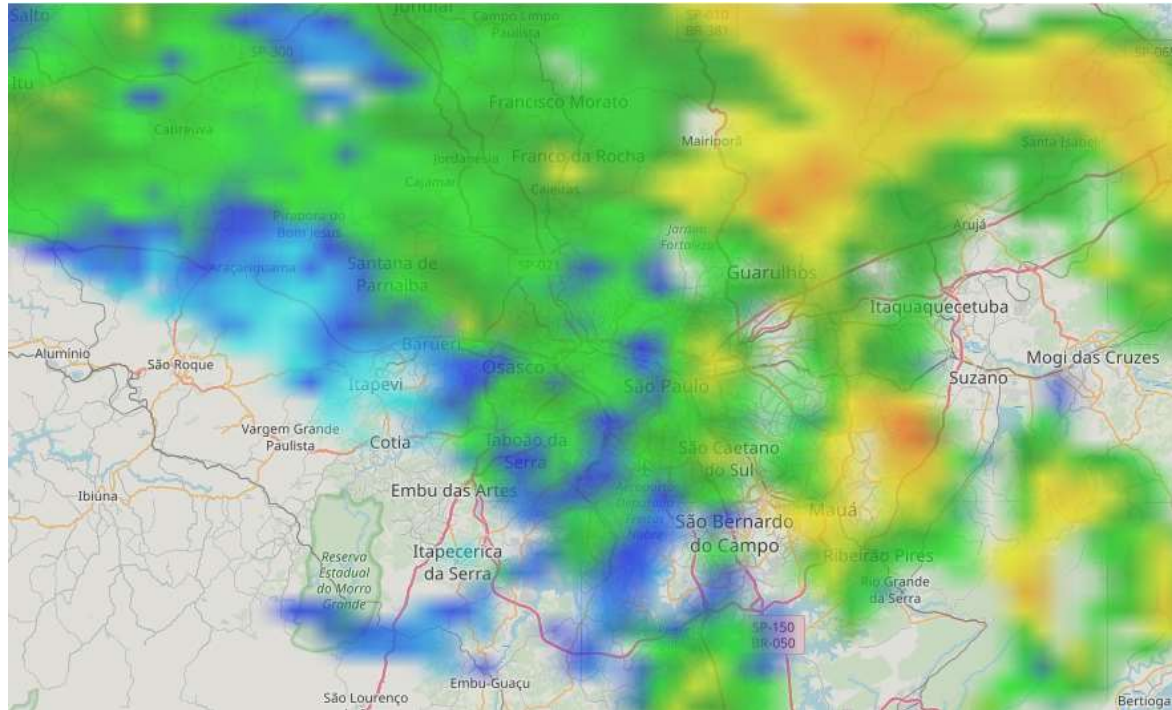 Salto
Jundiaí
Campo Limpo
Paulista
SP-010
BR-381
SP-300
Itu
Francisco Morato
Cabreúva
Mairiporã
Santa Isabel
Jordanésia
Franco da Rocha
Cajamar
Caieiras
Pirapora do
Bom Jesus
Arujá
Jardim
Fortaleza
Araçariguama
Santana de
Parnaíba
SP-021
Guarulhos
Itaquaquecetuba
Barueri
Alumínio
São Roque
Osasco
Mogi das Cruzes
Itapevi
São Paulo
Suzano
Vargem Grande
Paulista
Cotia
Taboão da
Serra
São Caetano
do Sul
Ibiúna
Embu das Artes
Mauá
São Bernardo
do Campo
Itapecerica
da Serra
Reserva
Estadual
do Morro
Grande
Ribeirão Pires
Rio Grande
da Serra
SP-150
BR-050
Embu-Guaçu
São Lourenço
Bertioga